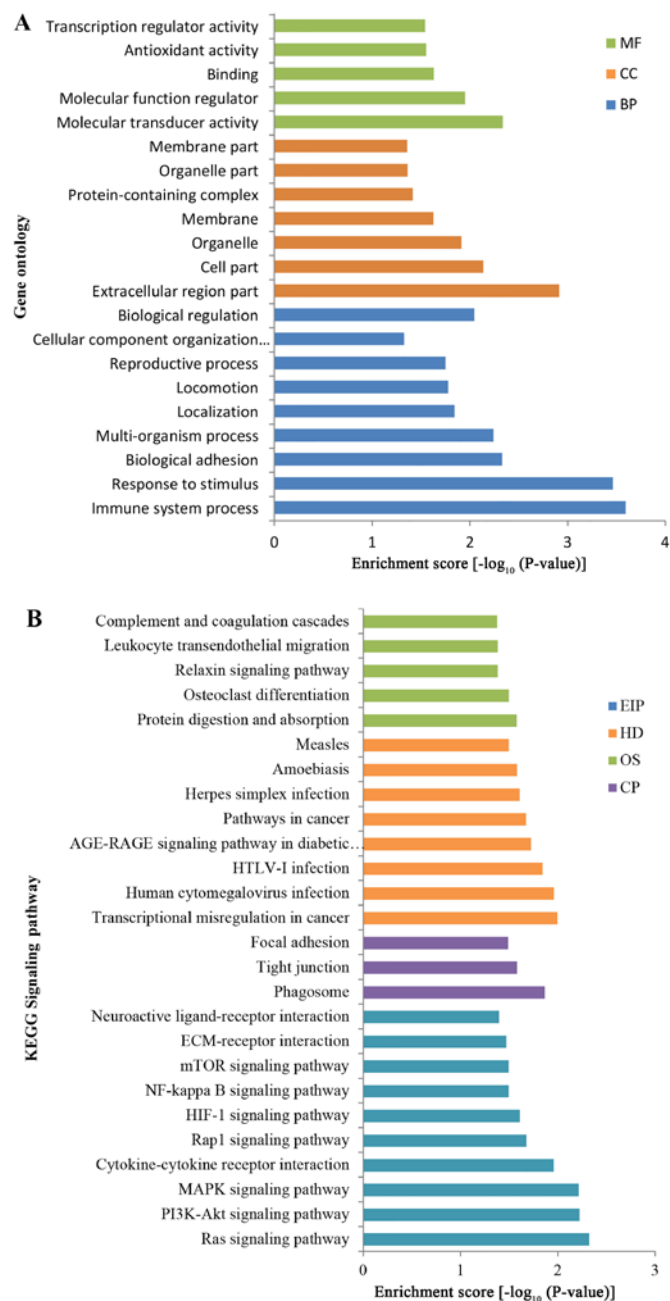 A
Transcription regulator activity
Antioxidant activity
Binding
Molecular function regulator
Molecular transducer activity
Membrane part
Organelle part
Protein-containing complex
Membrane
Organelle
Cell part
Extracellular region part
Biological regulation
Cellular component organization...
Reproductive process
Locomotion
Localization
Multi-organism process
Biological adhesion
Response to stimulus
Immune system process
Gene ontology
MF
CC
BP
0 1 2 3 4
Enrichment score [-log₁₀ (P-value)]
B
Complement and coagulation cascades
Leukocyte transendothelial migration
Relaxin signaling pathway
Osteoclast differentiation
Protein digestion and absorption
Measles
Amoebiasis
Herpes simplex infection
Pathways in cancer
AGE-RAGE signaling pathway in diabetic...
HTLV-I infection
Human cytomegalovirus infection
Transcriptional misregulation in cancer
Focal adhesion
Tight junction
Phagosome
Neuroactive ligand-receptor interaction
ECM-receptor interaction
mTOR signaling pathway
NF-kappa B signaling pathway
HIF-1 signaling pathway
Rap1 signaling pathway
Cytokine-cytokine receptor interaction
MAPK signaling pathway
PI3K-Akt signaling pathway
Ras signaling pathway
KEGG Signaling pathway
EIP
HD
OS
CP
0 1 2 3
Enrichment score [-log₁₀ (P-value)]